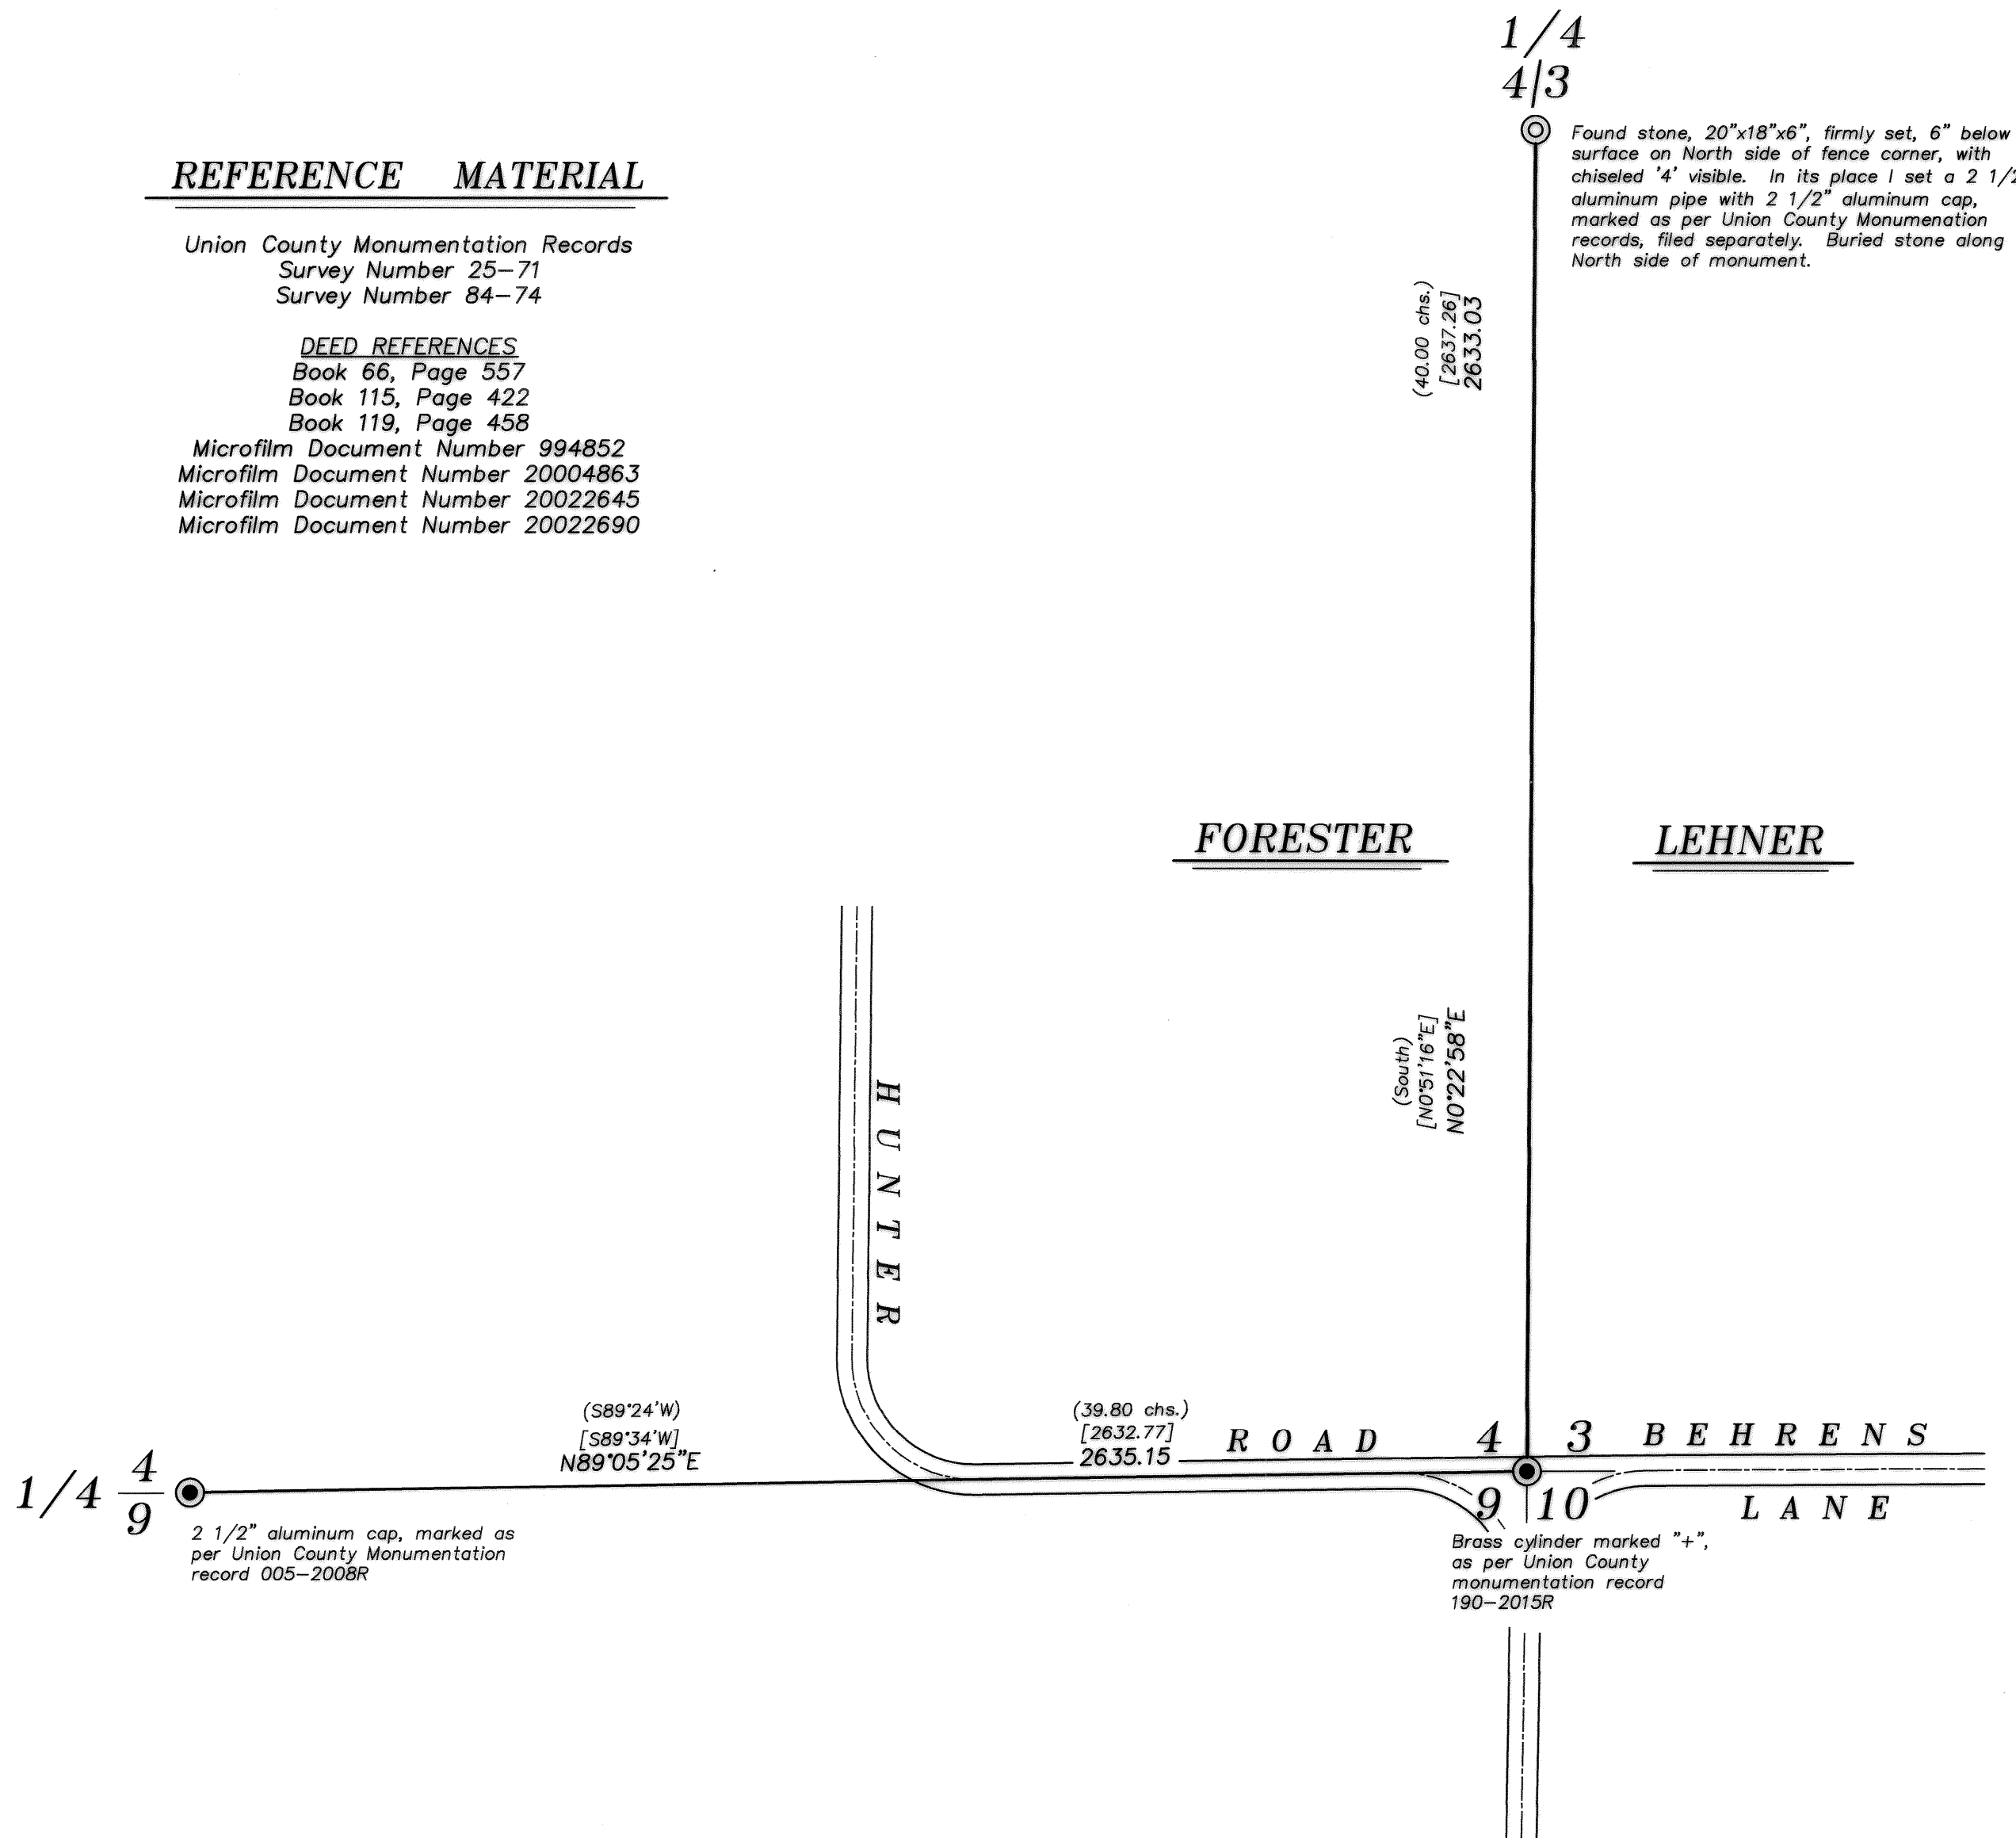 1/4
4|3
Found stone, 20"x18"x6", firmly set, 6" below
surface on North side of fence corner, with
chiseled '4' visible. In its place I set a 2 1/2
aluminum pipe with 2 1/2" aluminum cap,
marked as per Union County Monumenation
records, filed separately. Buried stone along
North side of monument.
REFERENCE MATERIAL
Union County Monumentation Records
Survey Number 25-71
Survey Number 84-74
DEED REFERENCES
Book 66, Page 557
Book 115, Page 422
Book 119, Page 458
Microfilm Document Number 994852
Microfilm Document Number 20004863
Microfilm Document Number 20022645
Microfilm Document Number 20022690
(40.00 chs.)
[2637.26]
2633.03
FORESTER
LEHNER
(South)
[N0°51'16"E]
N0°22'58"E
HUNTER
ROAD
(S89°24'W)
[S89°34'W]
N89°05'25"E
(39.80 chs.)
[2632.77]
2635.15
4 3
9 10
BEHRENS
LANE
1/4 4
9
2 1/2" aluminum cap, marked as
per Union County Monumentation
record 005-2008R
Brass cylinder marked "+",
as per Union County
monumentation record
190-2015R